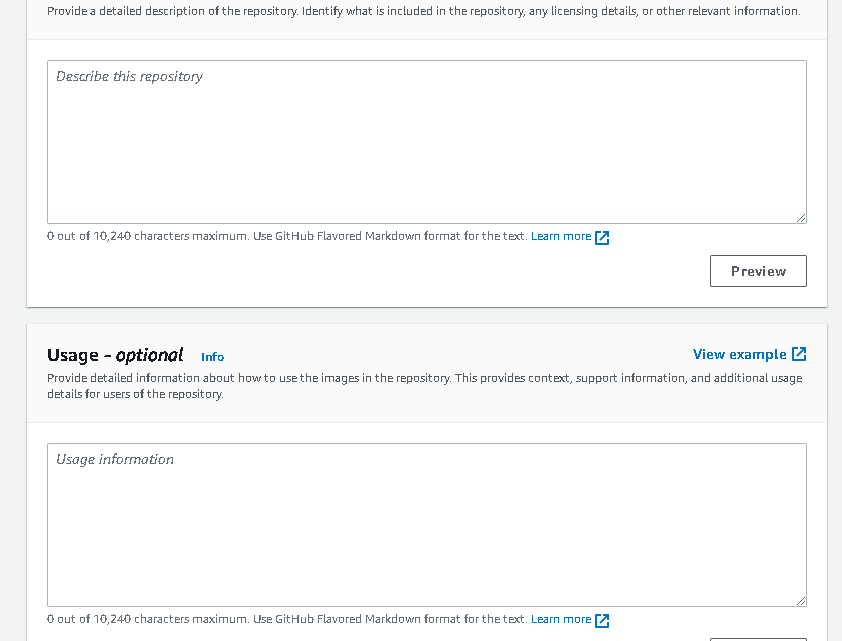 Provide a detailed description of the repository. Identify what is included in the repository, any licensing details, or other relevant information.
Describe this repository
0 out of 10,240 characters maximum. Use GitHub Flavored Markdown format for the text. Learn more
Preview
Usage - optional Info View example
Provide detailed information about how to use the images in the repository. This provides context, support information, and additional usage
details for users of the repository.
Usage information
0 out of 10,240 characters maximum. Use GitHub Flavored Markdown format for the text. Learn more